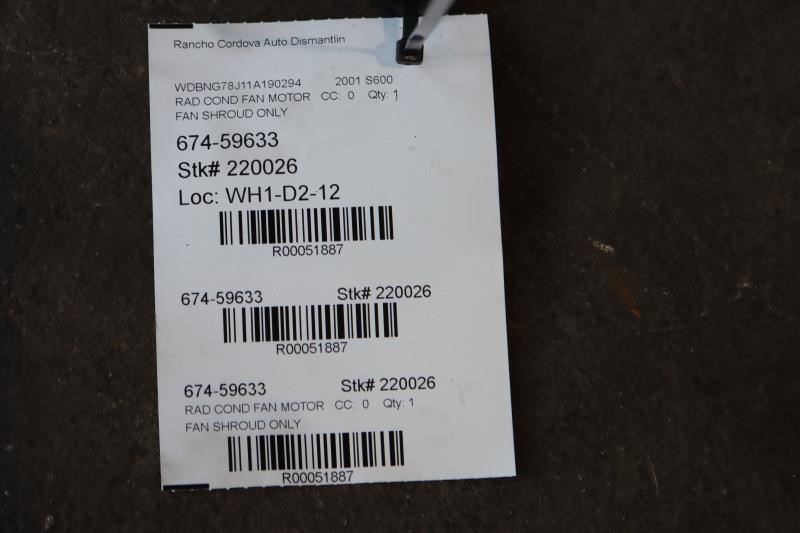 Rancho Cordova Auto Dismantlin
WDBNG78J11A190294 2001 S600
RAD COND FAN MOTOR CC: 0 Qty: 1
FAN SHROUD ONLY
674-59633
Stk# 220026
Loc: WH1-D2-12
R00051887
674-59633 Stk# 220026
R00051887
674-59633 Stk# 220026
RAD COND FAN MOTOR CC: 0 Qty: 1
FAN SHROUD ONLY
R00051887